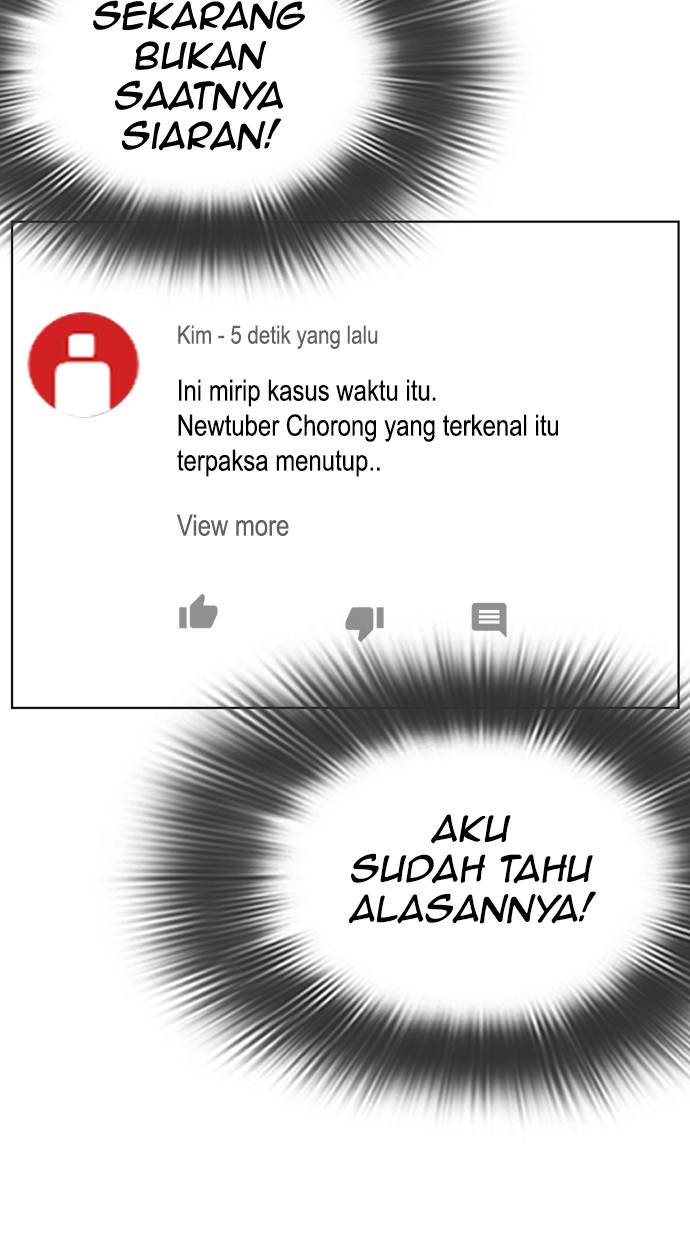 SEKARANG
BUKAN
SAATNYA
SIARAN!
Kim - 5 detik yang lalu
Ini mirip kasus waktu itu.
Newtuber Chorong yang terkenal itu
terpaksa menutup..
View more
AKU
SUDAH TAHU
ALASANNYA!